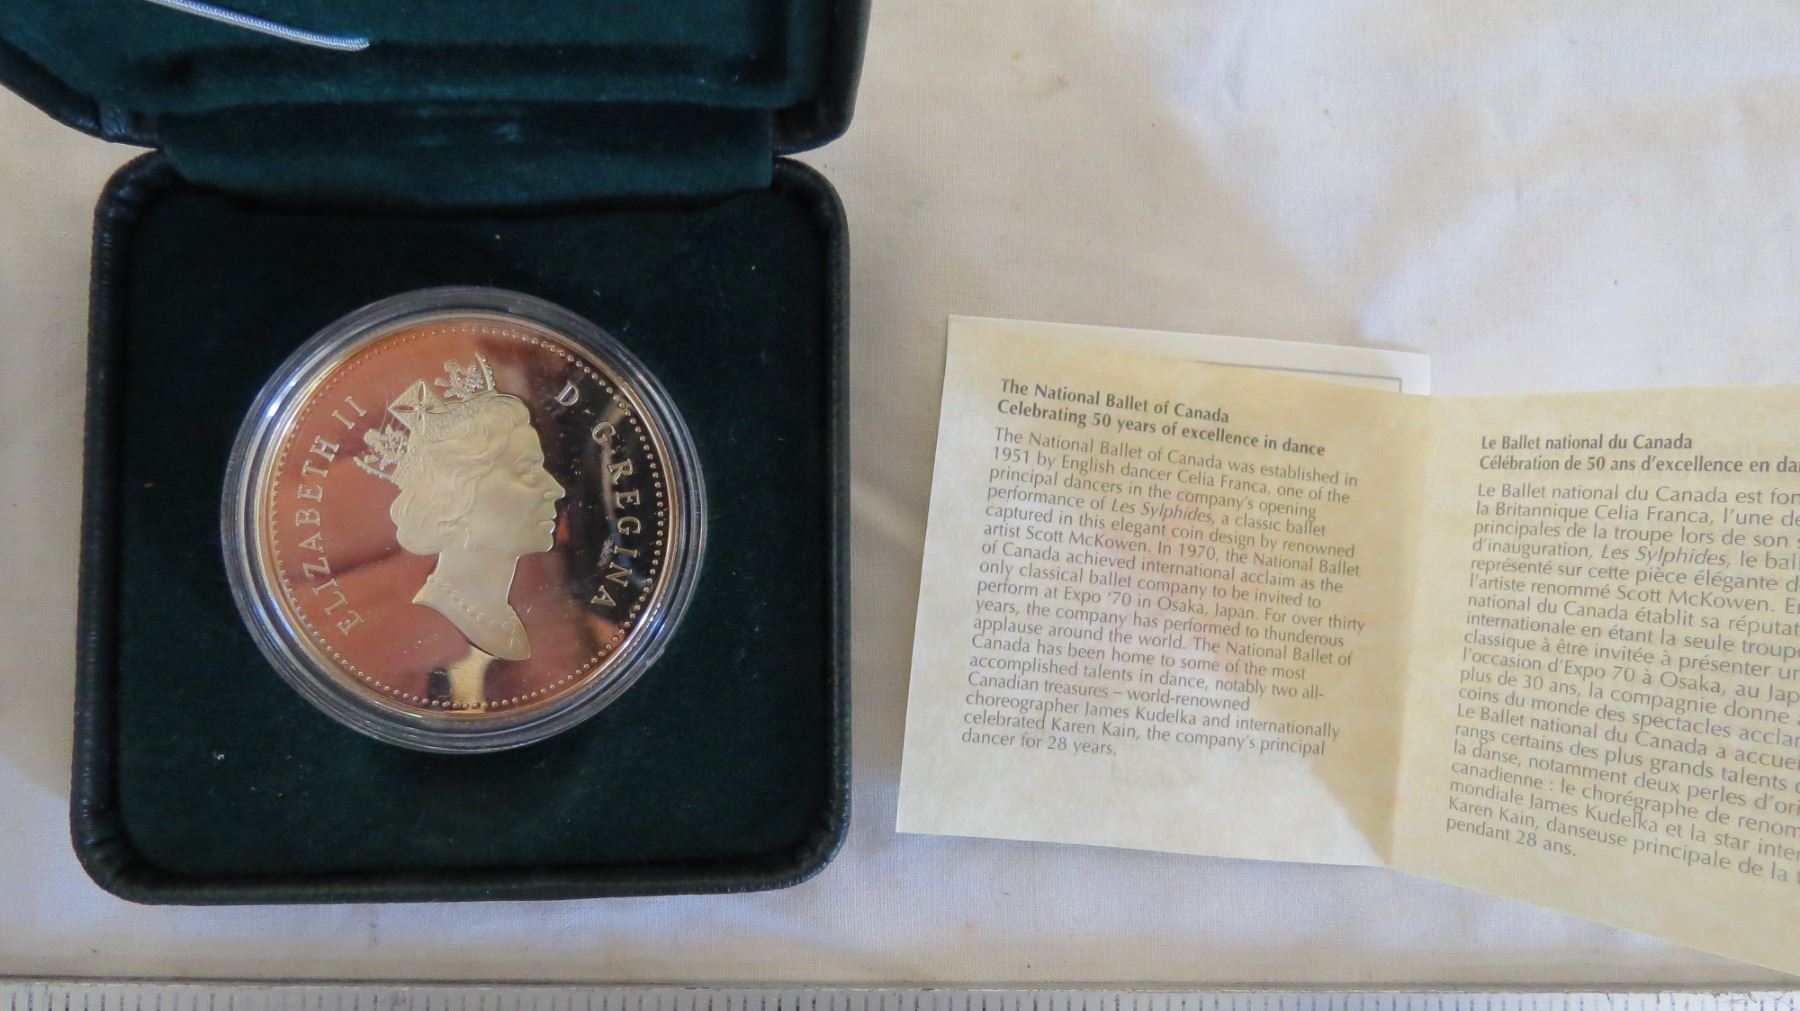 ELIZABETH II
D·G·REGINA
The National Ballet of Canada
Celebrating 50 years of excellence in dance
The National Ballet of Canada was established in
1951 by English dancer Celia Franca, one of the
principal dancers in the company's opening
performance of Les Sylphides, a classic ballet
captured in this elegant coin design by renowned
artist Scott McKowen. In 1970, the National Ballet
of Canada achieved international acclaim as the
only classical ballet company to be invited to
perform at Expo '70 in Osaka, Japan. For over thirty
years, the company has performed to thunderous
applause around the world. The National Ballet of
Canada has been home to some of the most
accomplished talents in dance, notably two all-
Canadian treasures – world-renowned
choreographer James Kudelka and internationally
celebrated Karen Kain, the company's principal
dancer for 28 years.
Le Ballet national du Canada
Célébration de 50 ans d'excellence en
Le Ballet national du Canada est
la Britannique Celia Franca, l'une
principales de la troupe lors de son
d'inauguration, Les Sylphides, le
représenté sur cette pièce élégante
l'artiste renommé Scott McKowen.
national du Canada établit sa
internationale en étant la seule
classique à être invitée à présenter
l'occasion d'Expo 70 à Osaka, au
plus de 30 ans, la compagnie donne
coins du monde des spectacles
Le Ballet national du Canada a
rangs certains des plus grands talents
la danse, notamment deux perles
canadienne : le chorégraphe de
mondiale James Kudelka et la star
Karen Kain, danseuse principale de la
pendant 28 ans.